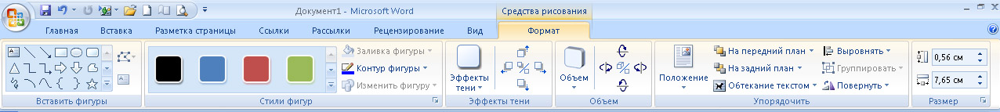 Документ1 - Microsoft Word
Средства рисования
Главная Вставка Разметка страницы Ссылки Рассылки Рецензирование Вид Формат
Заливка фигуры
Контур фигуры
Изменить фигуру
Эффекты
тени
Объем
Положение
На передний план
На задний план
Обтекание текстом
Выровнять
Группировать
Повернуть
0,56 см
7,65 см
Вставить фигуры Стили фигур Эффекты тени Объем Упорядочить Размер